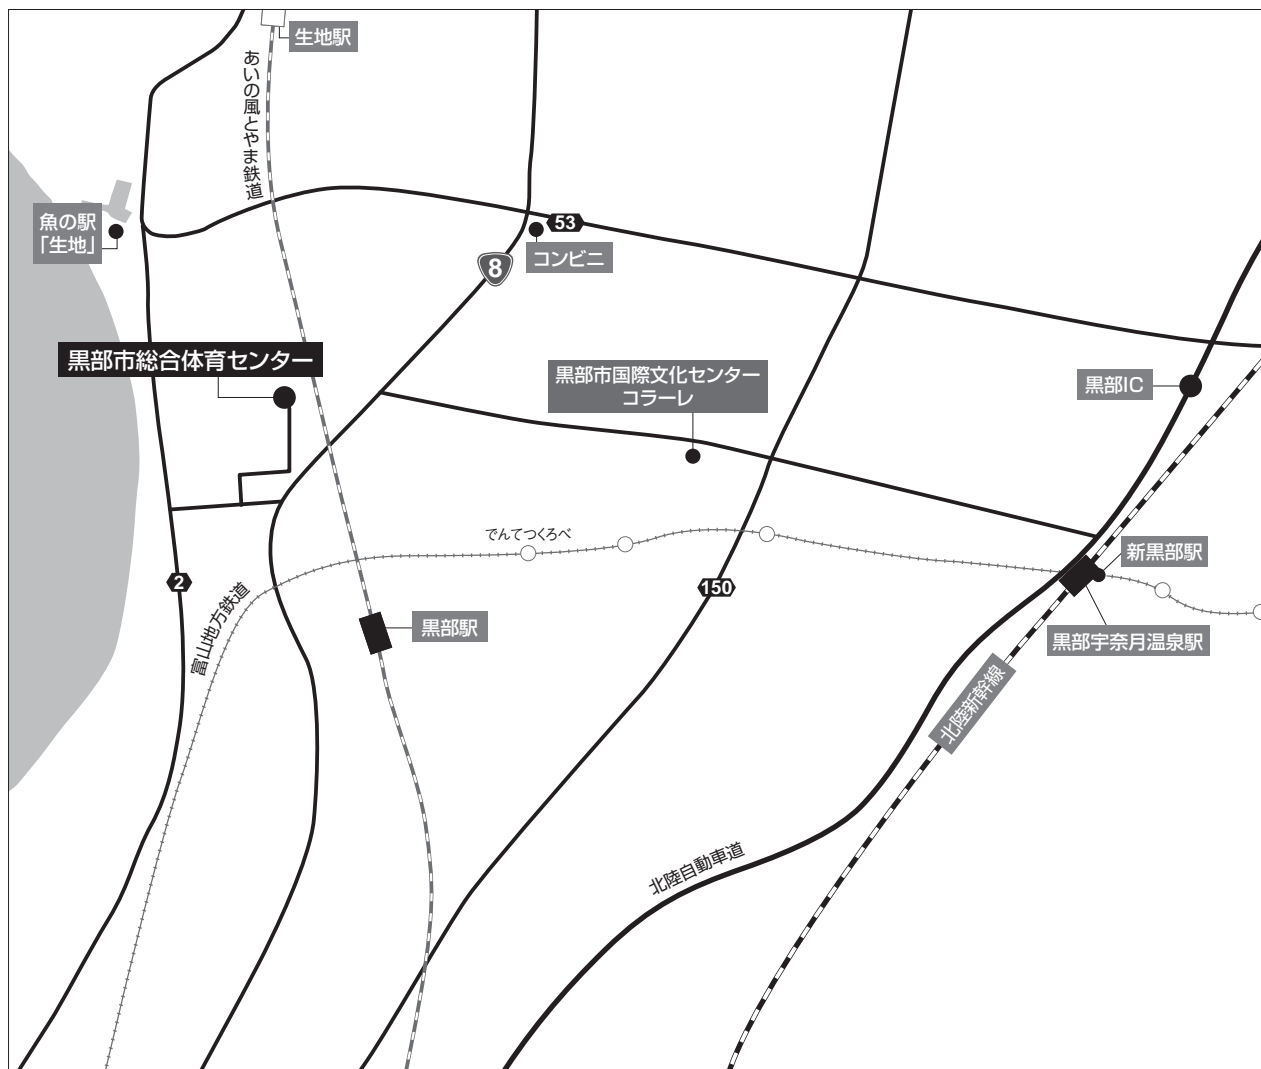 生地駅
あいの風とやま鉄道
魚の駅
「生地」
53
コンビニ
8
黒部市総合体育センター
黒部市国際文化センター
コラーレ
黒部IC
でんてつくろべ
新黒部駅
2
150
富山地方鉄道
黒部駅
黒部宇奈月温泉駅
北陸新幹線
北陸自動車道